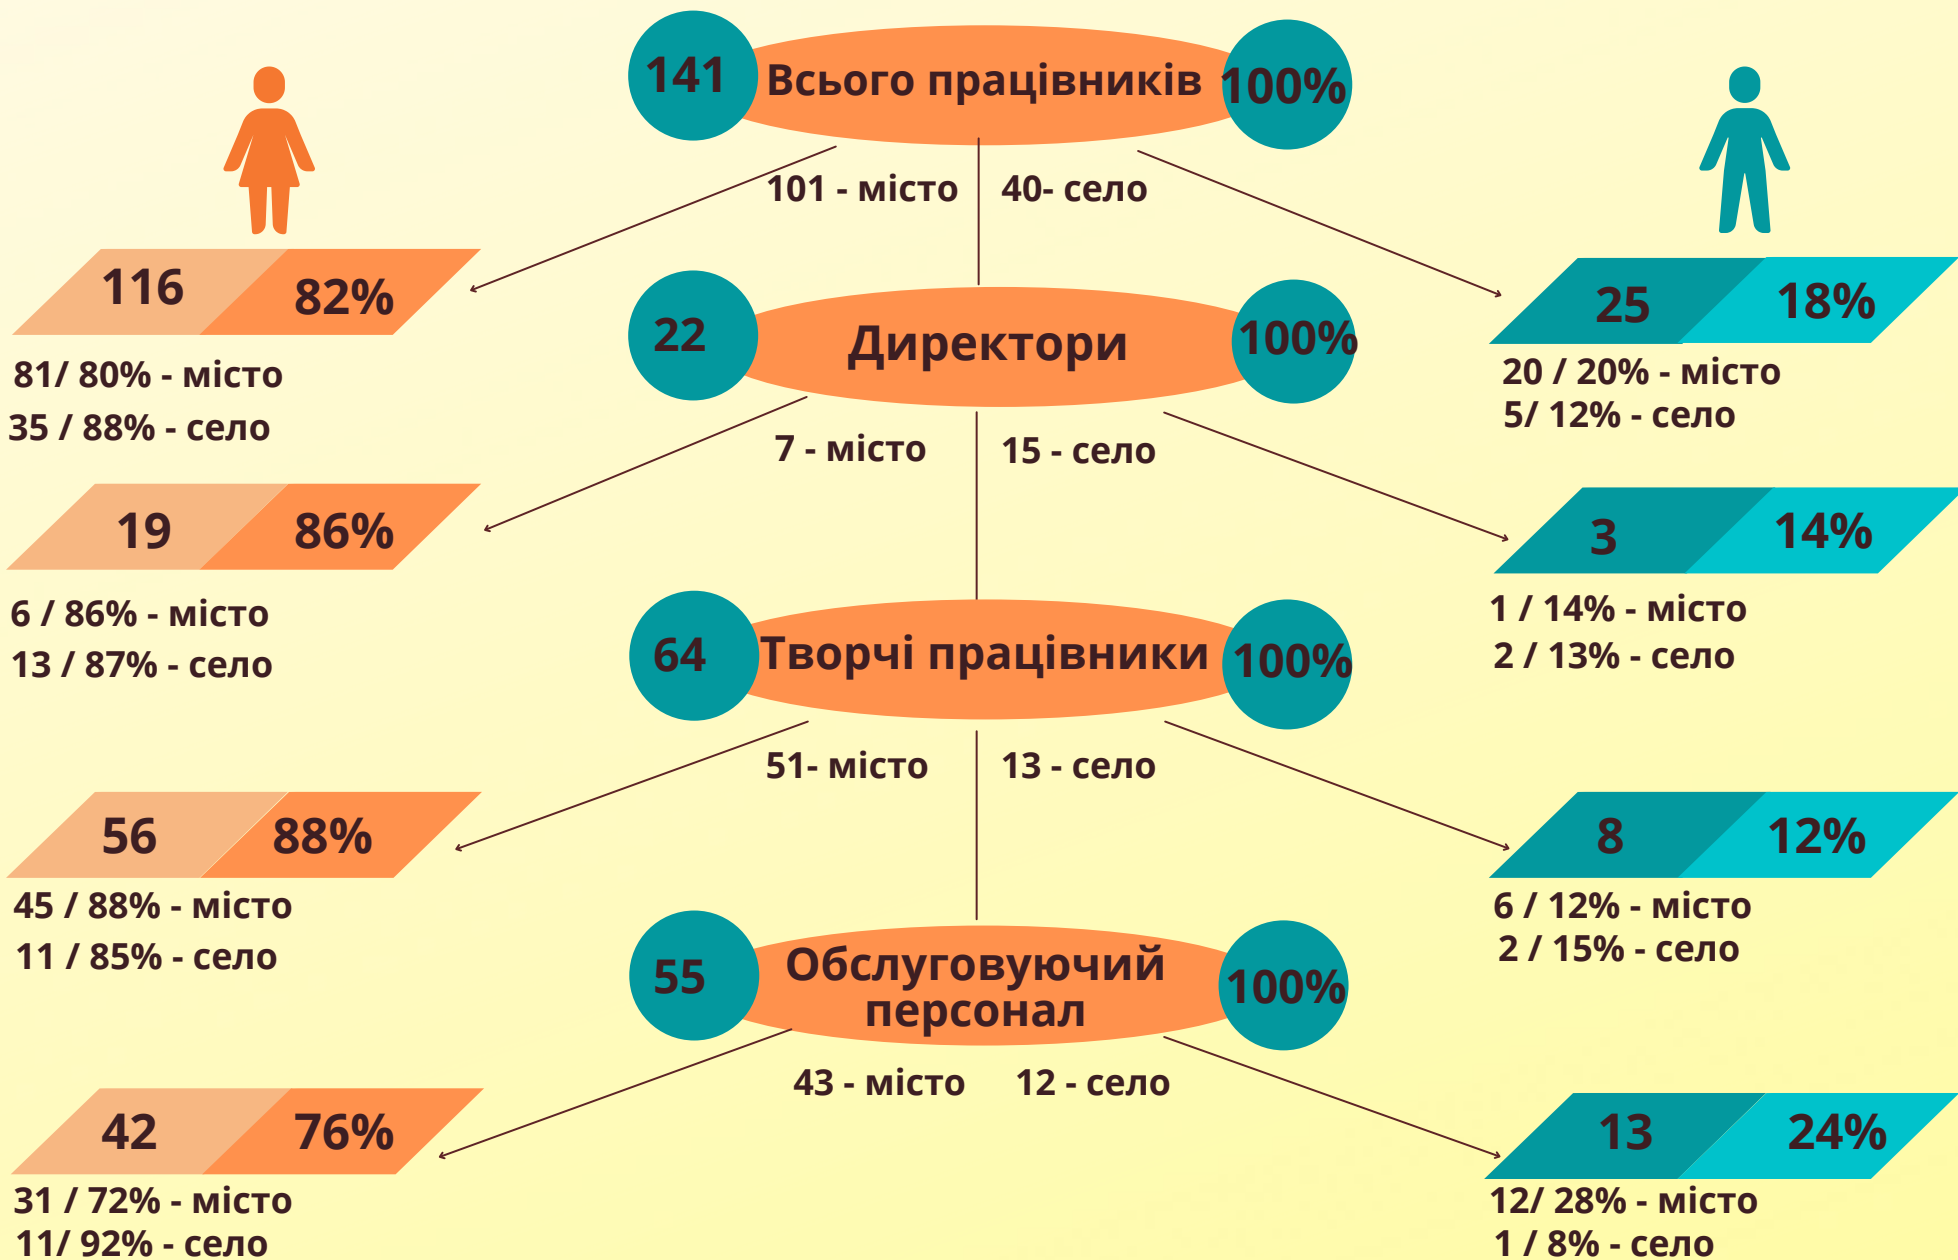 141 Всього працівників 100%
101 - місто 40- село
116 82%
81/ 80% - місто
35 / 88% - село
25 18%
20 / 20% - місто
5/ 12% - село
22 Директори 100%
7 - місто 15 - село
19 86%
6 / 86% - місто
13 / 87% - село
3 14%
1 / 14% - місто
2 / 13% - село
64 Творчі працівники 100%
51- місто 13 - село
56 88%
45 / 88% - місто
11 / 85% - село
8 12%
6 / 12% - місто
2 / 15% - село
55 Обслуговуючий
персонал 100%
43 - місто 12 - село
42 76%
31 / 72% - місто
11/ 92% - село
13 24%
12/ 28% - місто
1 / 8% - село